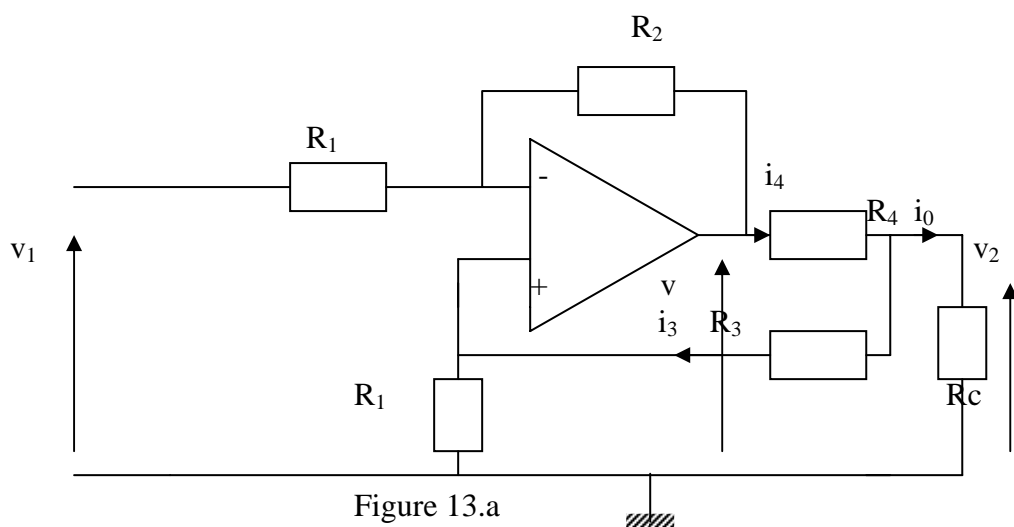 R₂
R₁
-
i₄
R₄
i₀
v₁
v₂
+
v
i₃
R₃
R₁
Rc
Figure 13.a